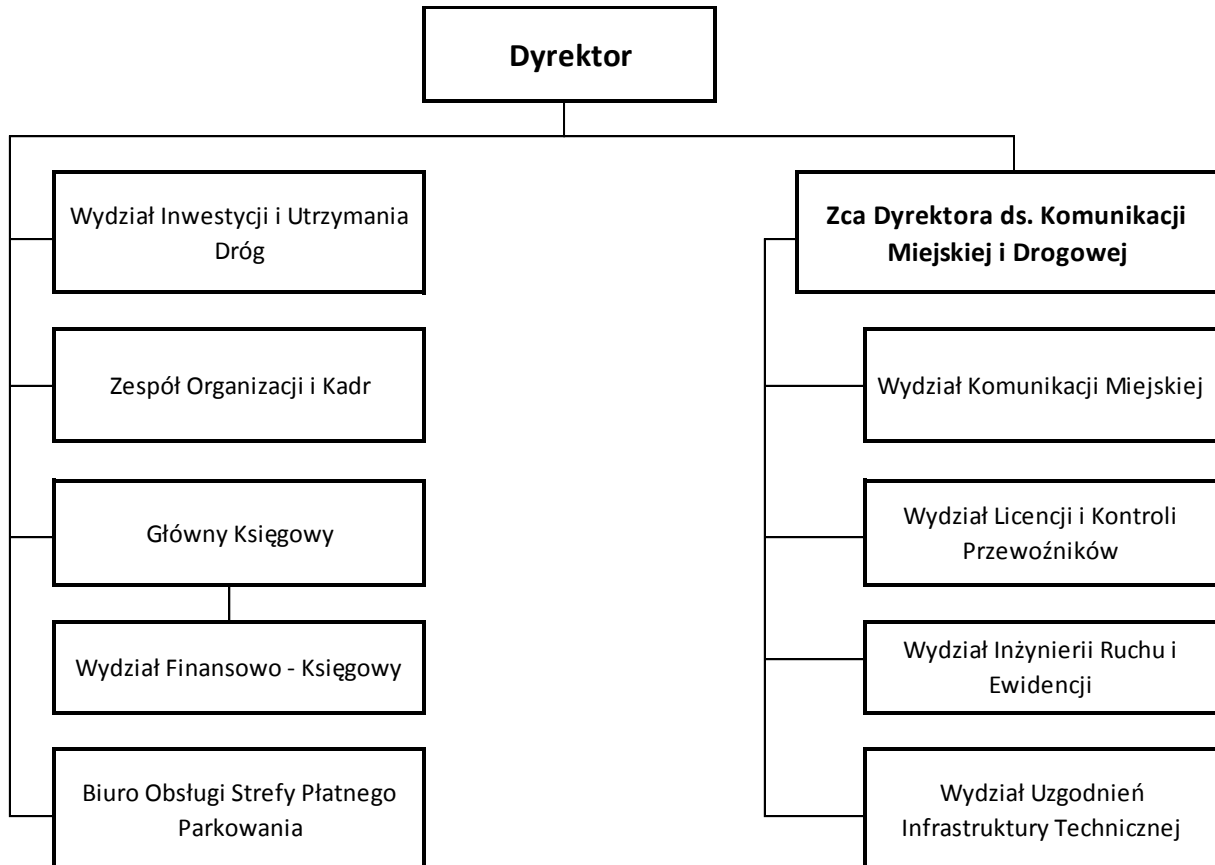 Dyrektor
Wydział Inwestycji i Utrzymania
Dróg
Zespół Organizacji i Kadr
Główny Księgowy
Wydział Finansowo - Księgowy
Biuro Obsługi Strefy Płatnego
Parkowania
Zca Dyrektora ds. Komunikacji
Miejskiej i Drogowej
Wydział Komunikacji Miejskiej
Wydział Licencji i Kontroli
Przewoźników
Wydział Inżynierii Ruchu i
Ewidencji
Wydział Uzgodnień
Infrastruktury Technicznej